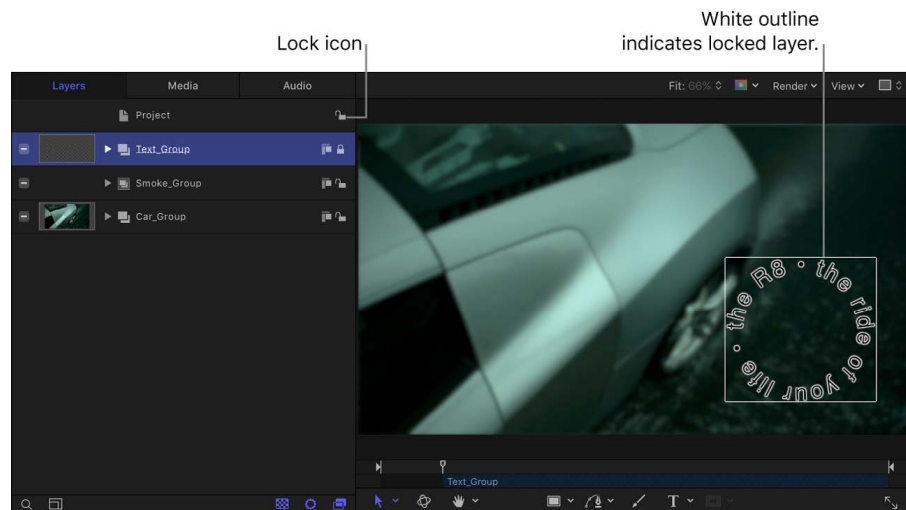 White outline
indicates locked layer.
Lock icon
Layers
Media
Audio
Fit: 66%
Render
View
Project
Text_Group
Smoke_Group
Car_Group
the R8 • the ride of your life •
Text_Group
T